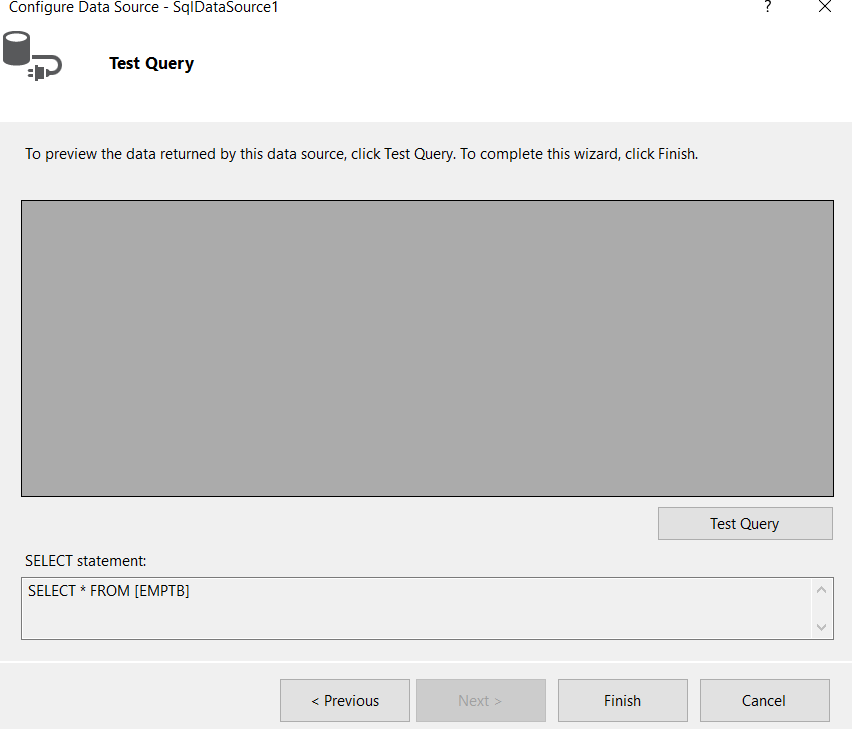 Configure Data Source - SqlDataSource1 ? ×
Test Query
To preview the data returned by this data source, click Test Query. To complete this wizard, click Finish.
Test Query
SELECT statement:
SELECT * FROM [EMPTB]
< Previous
Next >
Finish
Cancel